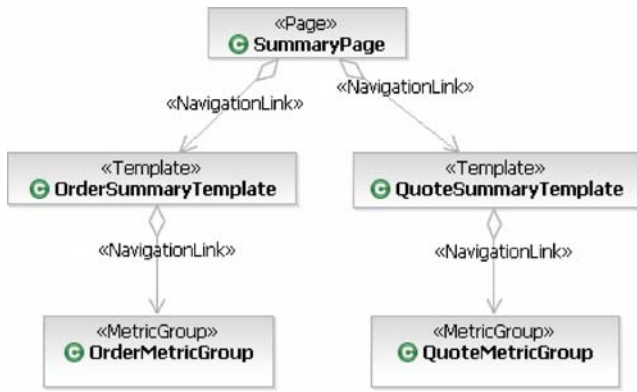 «Page»
SummaryPage
«NavigationLink»
«NavigationLink»
«Template»
OrderSummaryTemplate
«Template»
QuoteSummaryTemplate
«NavigationLink»
«NavigationLink»
«MetricGroup»
OrderMetricGroup
«MetricGroup»
QuoteMetricGroup